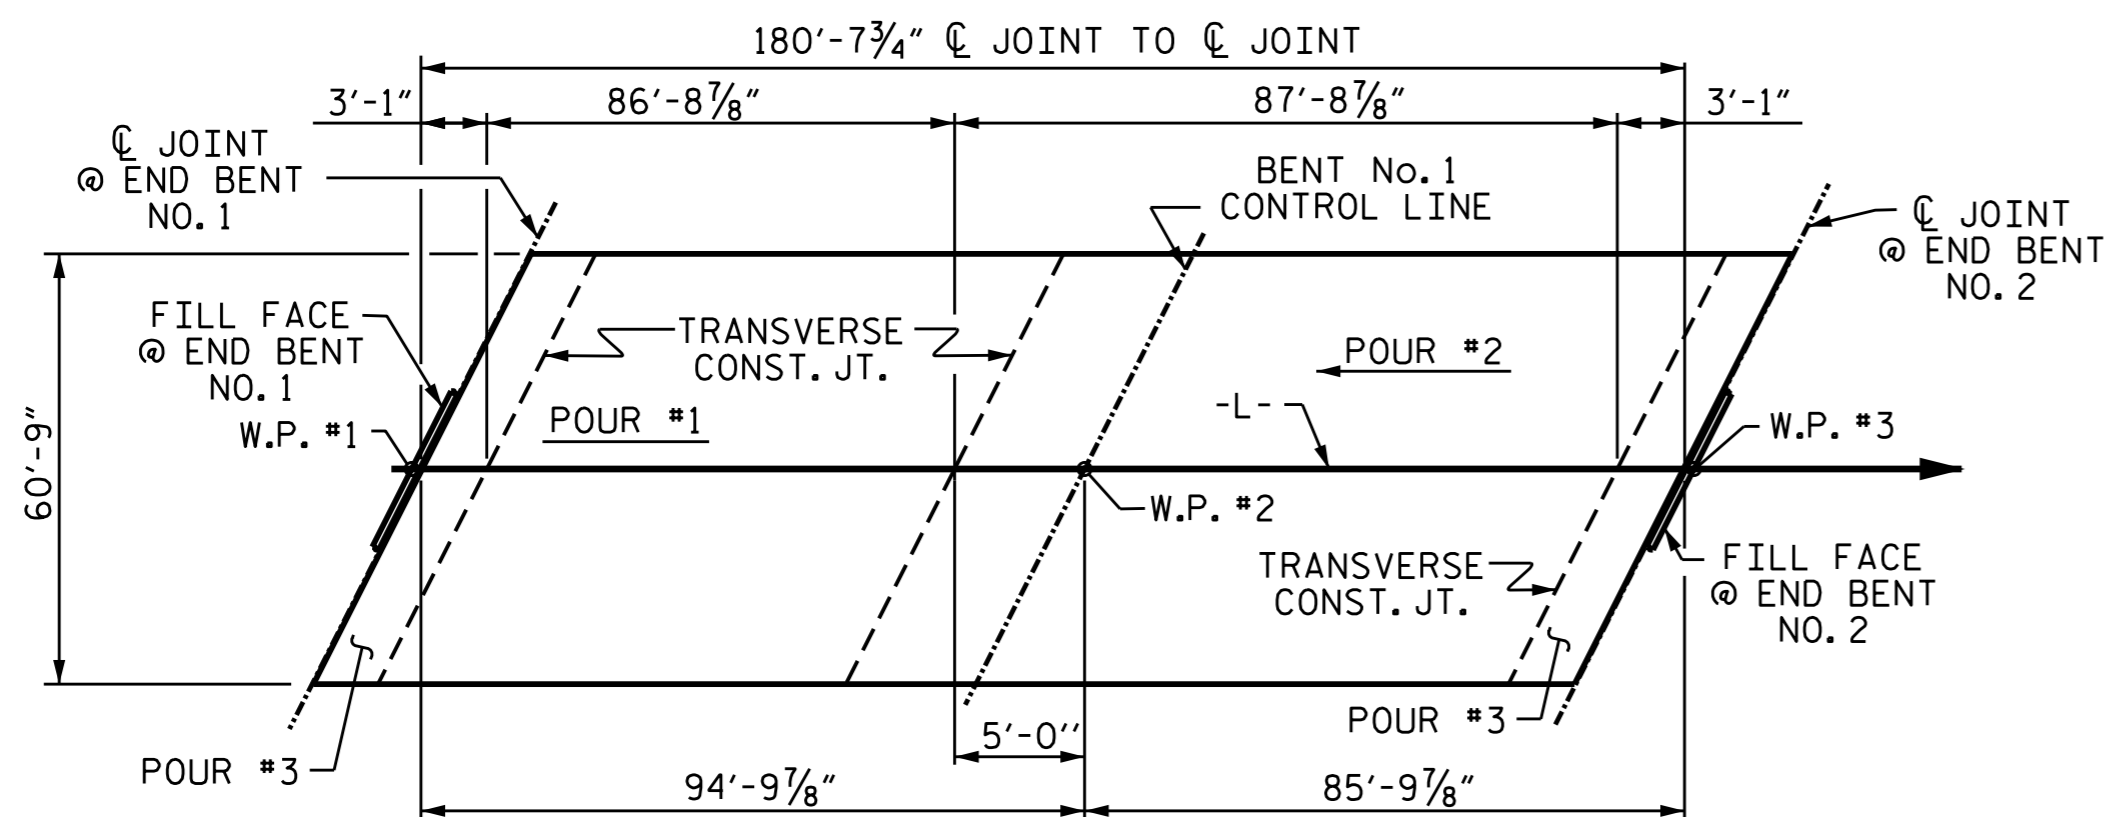 180'-7¾" ℄ JOINT TO ℄ JOINT
3'-1"
86'-8⅞"
87'-8⅞"
3'-1"
℄ JOINT
@ END BENT
NO. 1
BENT No. 1
CONTROL LINE
℄ JOINT
@ END BENT
NO. 2
FILL FACE
@ END BENT
NO. 1
TRANSVERSE
CONST. JT.
POUR #2
60'-9"
W.P. #1
POUR #1
-L-
W.P. #3
W.P. #2
TRANSVERSE
CONST. JT.
FILL FACE
@ END BENT
NO. 2
POUR #3
POUR #3
5'-0''
94'-9⅞"
85'-9⅞"